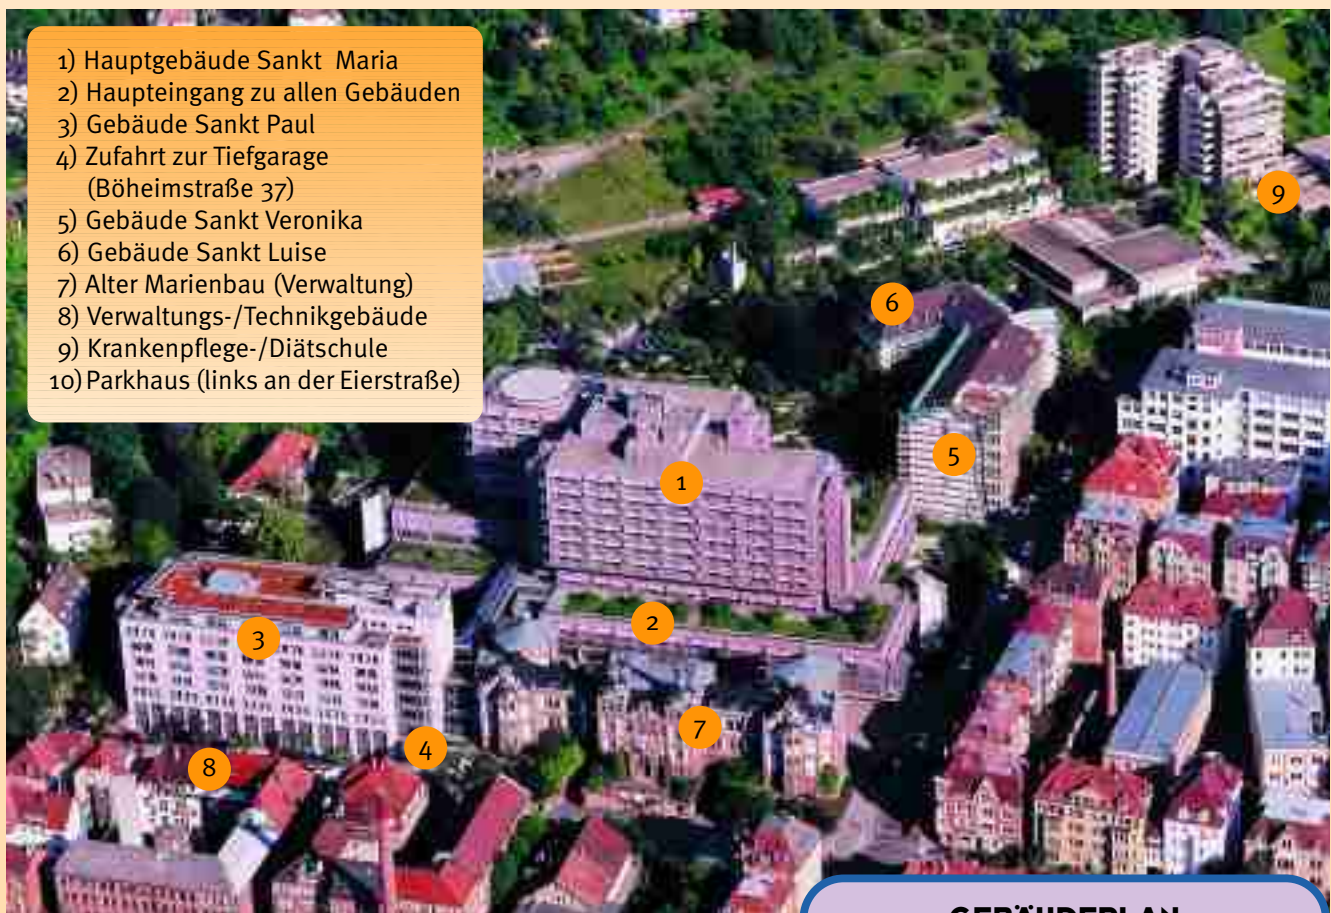 1) Hauptgebäude Sankt Maria
2) Haupteingang zu allen Gebäuden
3) Gebäude Sankt Paul
4) Zufahrt zur Tiefgarage
(Böheimstraße 37)
5) Gebäude Sankt Veronika
6) Gebäude Sankt Luise
7) Alter Marienbau (Verwaltung)
8) Verwaltungs-/Technikgebäude
9) Krankenpflege-/Diätschule
10) Parkhaus (links an der Eierstraße)
9
6
5
1
2
3
7
4
8
GEBÄUDEPLAN